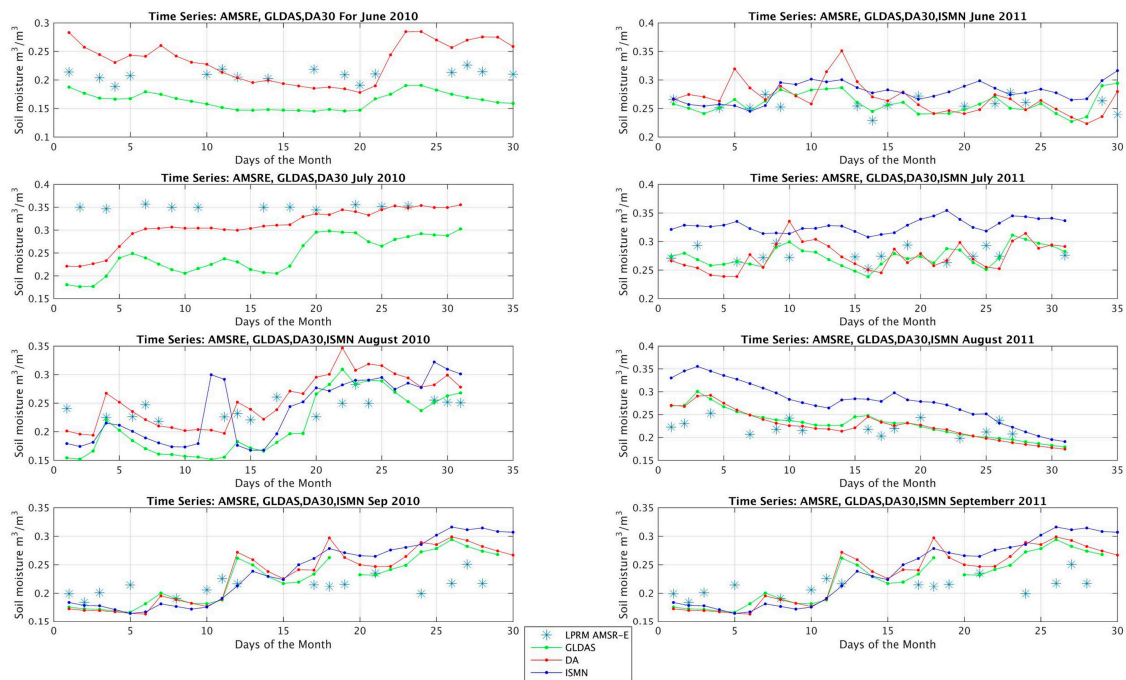 Time Series: AMSRE, GLDAS,DA30 For June 2010
Soil moisture m³/m³
0.3
0.25
0.2
0.15
0.1
0 5 10 15 20 25 30
Days of the Month
Time Series: AMSRE, GLDAS,DA30,ISMN June 2011
Soil moisture m³/m³
0.4
0.35
0.3
0.25
0.2
0 5 10 15 20 25 30
Days of the Month
Time Series: AMSRE, GLDAS,DA30 July 2010
Soil moisture m³/m³
0.4
0.35
0.3
0.25
0.2
0.15
0 5 10 15 20 25 30 35
Days of the Month
Time Series: AMSRE, GLDAS,DA30,ISMN July 2011
Soil moisture m³/m³
0.4
0.35
0.3
0.25
0.2
0 5 10 15 20 25 30 35
Days of the Month
Time Series: AMSRE, GLDAS,DA30,ISMN August 2010
Soil moisture m³/m³
0.35
0.3
0.25
0.2
0.15
0 5 10 15 20 25 30 35
Days of the Month
Time Series: AMSRE, GLDAS,DA30,ISMN August 2011
Soil moisture m³/m³
0.4
0.35
0.3
0.25
0.2
0.15
0 5 10 15 20 25 30 35
Days of the Month
Time Series: AMSRE, GLDAS,DA30,ISMN Sep 2010
Soil moisture m³/m³
0.35
0.3
0.25
0.2
0.15
0 5 10 15 20 25 30
Days of the Month
Time Series: AMSRE, GLDAS,DA30,ISMN Septemberr 2011
Soil moisture m³/m³
0.35
0.3
0.25
0.2
0.15
0 5 10 15 20 25 30
Days of the Month
LPRM AMSR-E
GLDAS
DA
ISMN